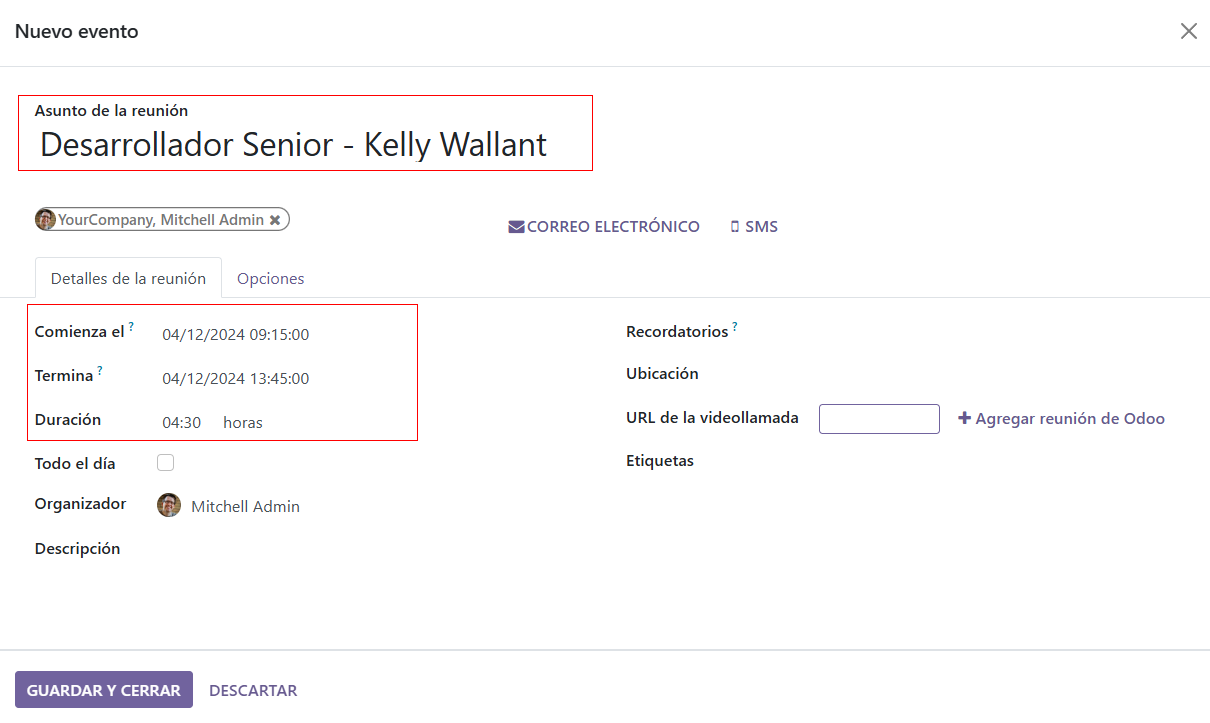 Nuevo evento
Asunto de la reunión
Desarrollador Senior - Kelly Wallant
YourCompany, Mitchell Admin
CORREO ELECTRÓNICO SMS
Detalles de la reunión Opciones
Comienza el ? 04/12/2024 09:15:00
Termina ? 04/12/2024 13:45:00
Duración 04:30 horas
Todo el día
Organizador Mitchell Admin
Descripción
Recordatorios ?
Ubicación
URL de la videollamada Agregar reunión de Odoo
Etiquetas
GUARDAR Y CERRAR DESCARTAR